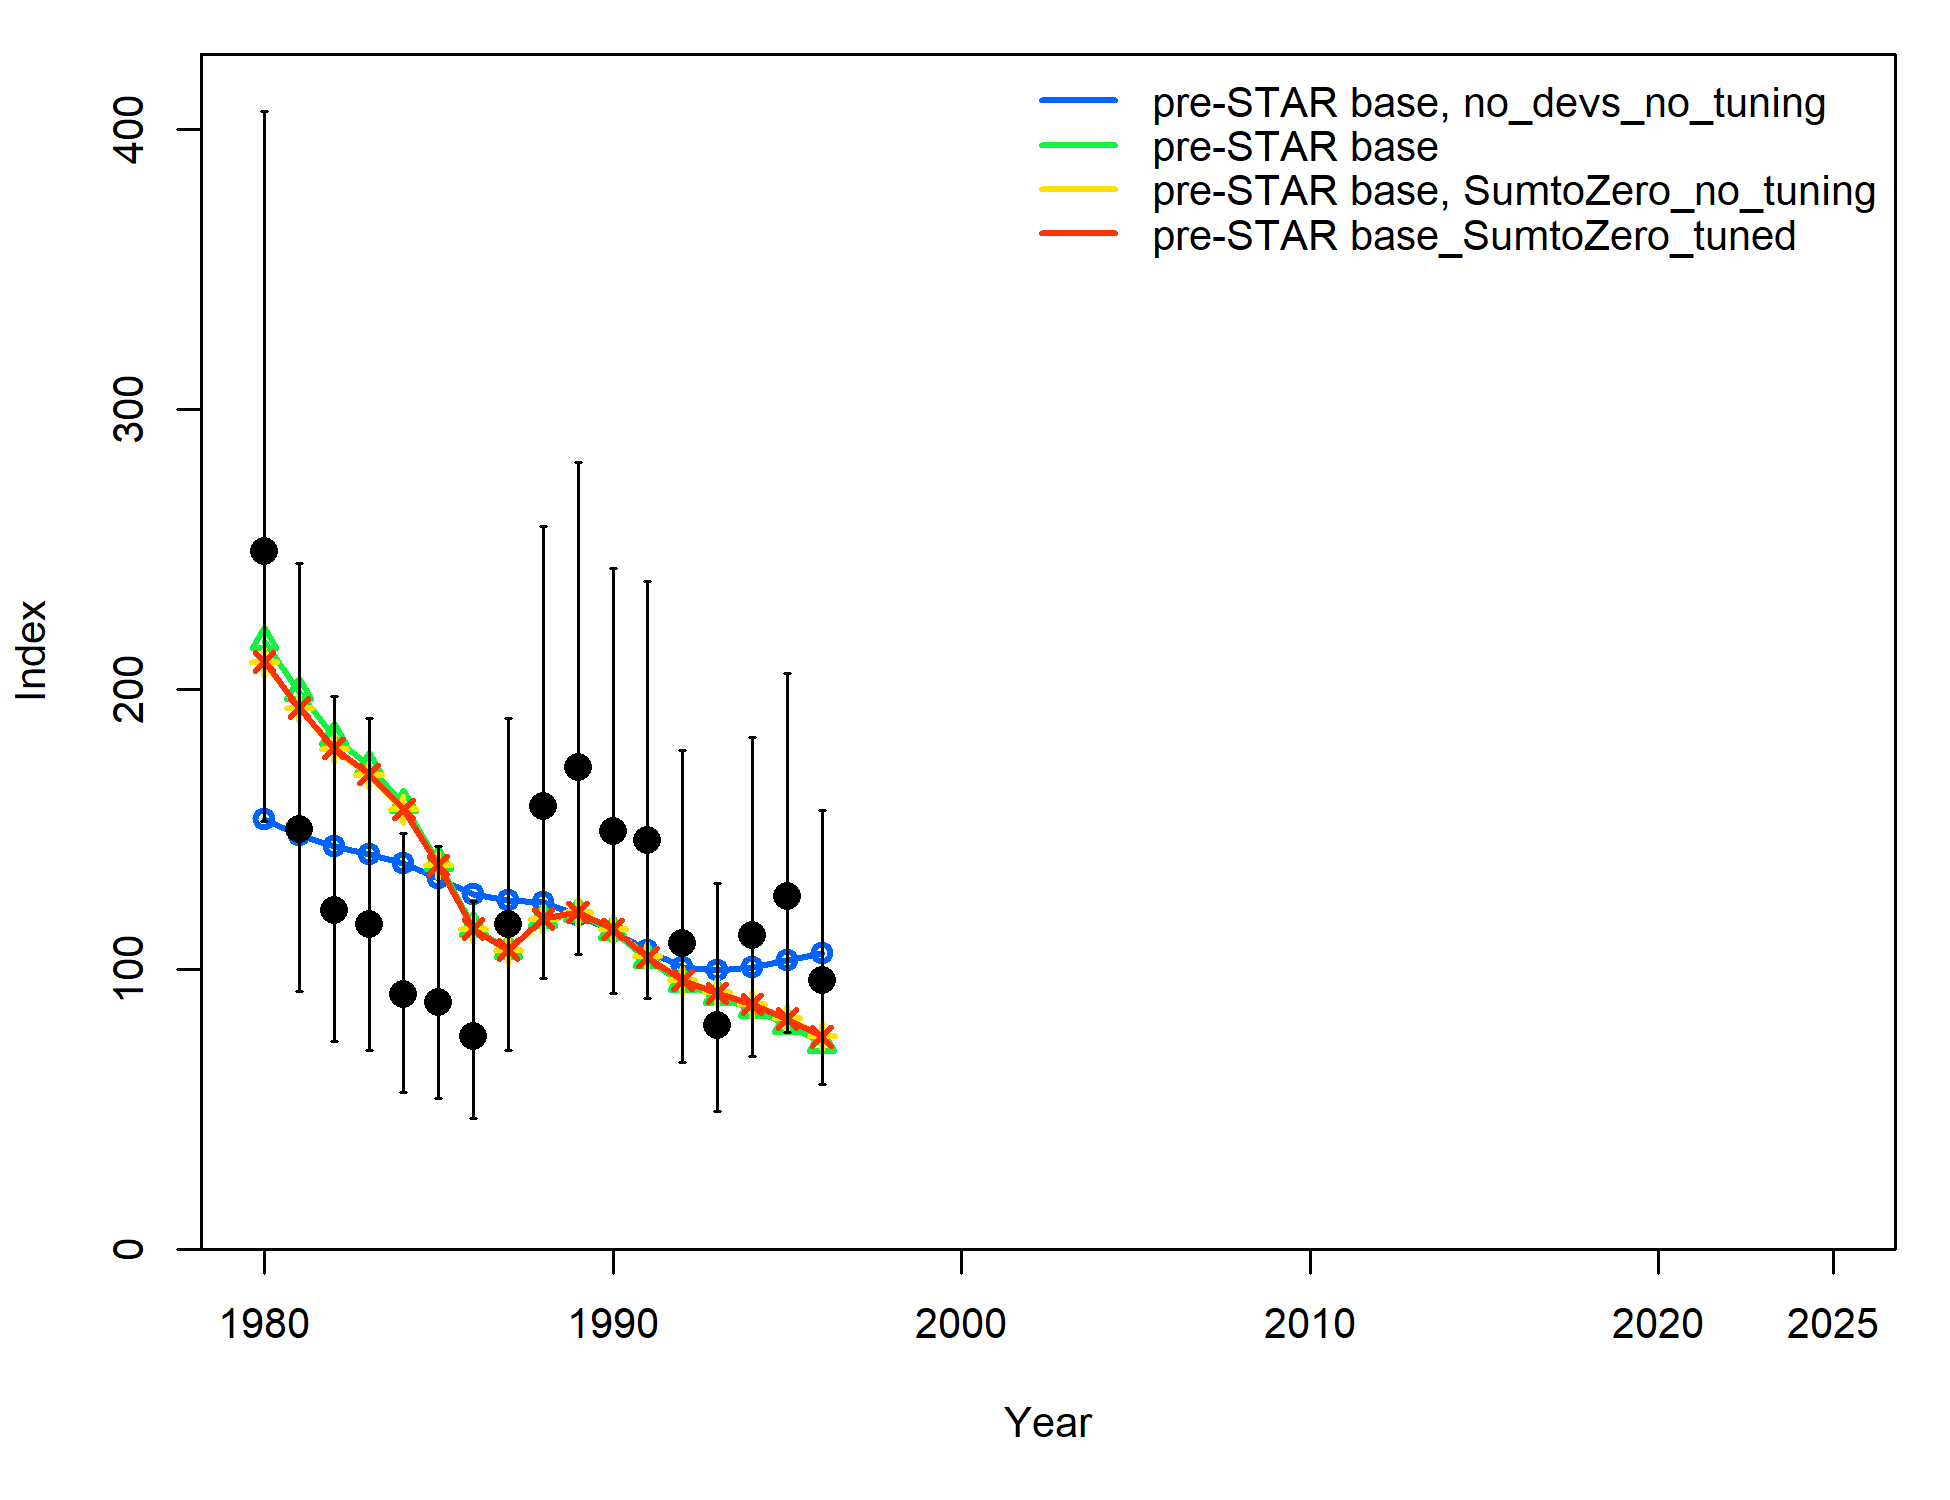 pre-STAR base, no_devs_no_tuning
pre-STAR base
pre-STAR base, SumtoZero_no_tuning
pre-STAR base_SumtoZero_tuned
400
300
200
100
0
Index
1980 1990 2000 2010 2020 2025
Year